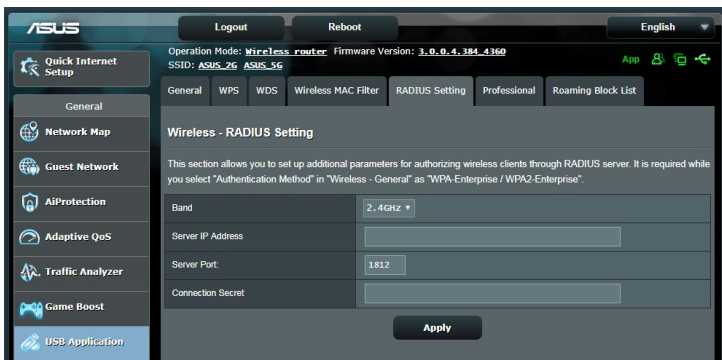 ASUS
Logout
Reboot
English
Quick Internet
Setup
General
Network Map
Guest Network
AiProtection
Adaptive QoS
Traffic Analyzer
Game Boost
USB Application
Operation Mode: Wireless router Firmware Version: 3.0.0.4.384_4360
SSID: ASUS_2G ASUS_5G
App
General WPS WDS Wireless MAC Filter RADIUS Setting Professional Roaming Block List
Wireless - RADIUS Setting
This section allows you to set up additional parameters for authorizing wireless clients through RADIUS server. It is required while
you select "Authentication Method" in "Wireless - General" as "WPA-Enterprise / WPA2-Enterprise".
Band 2.4GHz
Server IP Address
Server Port: 1812
Connection Secret
Apply